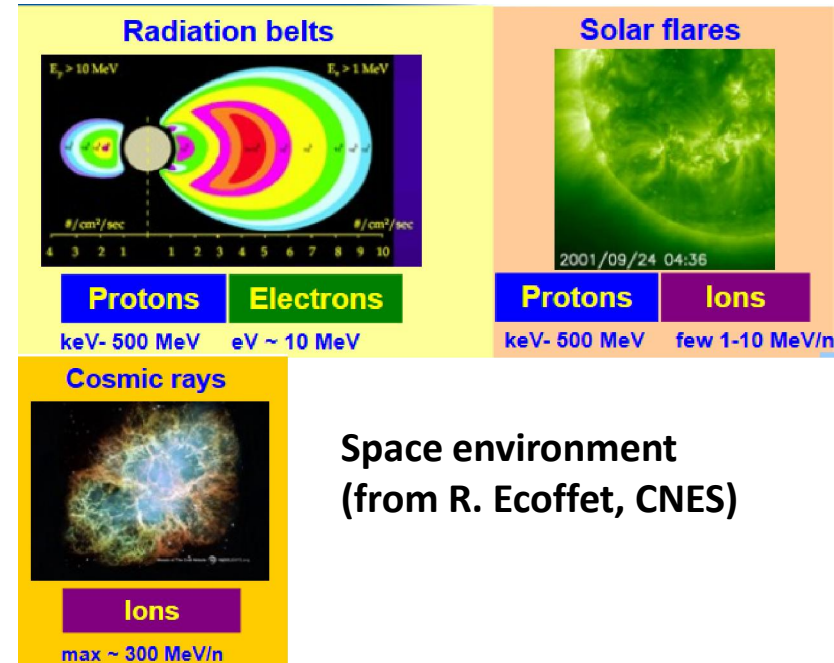 Radiation belts
Eₚ > 10 MeV
Eₑ > 1 MeV
#/cm²/sec
#/cm²/sec
4 3 2 1 1 2 3 4 5 6 7 8 9 10
Protons
Electrons
keV- 500 MeV
eV ~ 10 MeV
Solar flares
2001/09/24 04:36
Protons
Ions
keV- 500 MeV
few 1-10 MeV/n
Cosmic rays
Ions
max ~ 300 MeV/n
Space environment
(from R. Ecoffet, CNES)